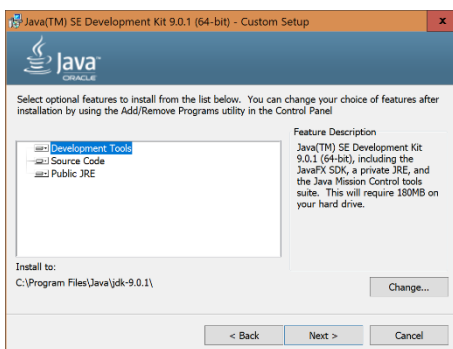 Java(TM) SE Development Kit 9.0.1 (64-bit) - Custom Setup
x
Java™
ORACLE
Select optional features to install from the list below. You can change your choice of features after
installation by using the Add/Remove Programs utility in the Control Panel
Development Tools
Source Code
Public JRE
Feature Description
Java(TM) SE Development Kit
9.0.1 (64-bit), including the
JavaFX SDK, a private JRE, and
the Java Mission Control tools
suite. This will require 180MB on
your hard drive.
Install to:
C:\Program Files\Java\jdk-9.0.1\
Change...
< Back
Next >
Cancel